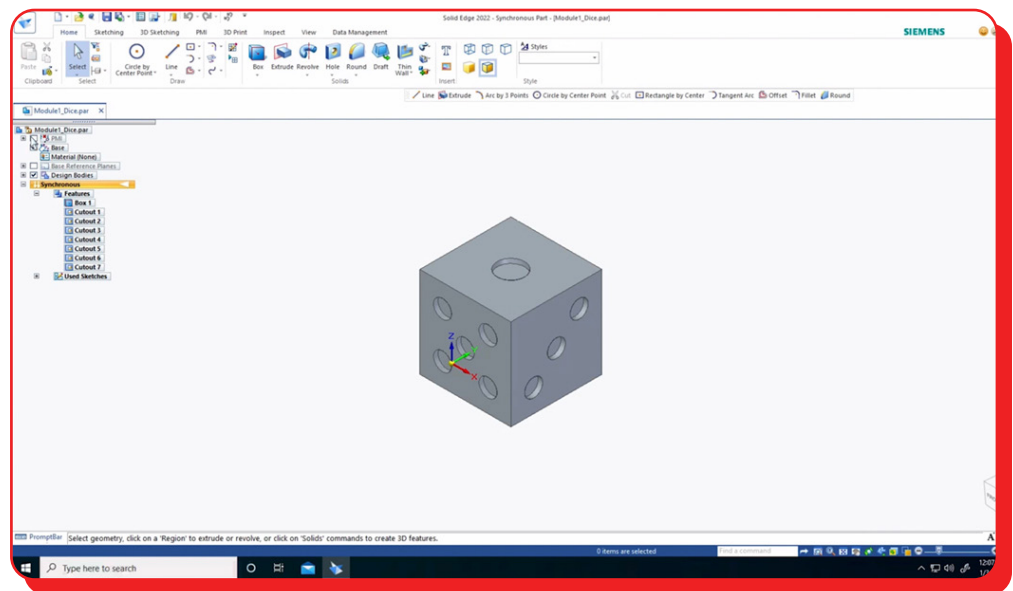 Solid Edge 2022 - Synchronous Part - [Module1_Dice.par]
Home Sketching 3D Sketching PMI 3D Print Inspect View Data Management
SIEMENS
Paste
Select
Circle by
Center Point
Line
Box Extrude Revolve Hole Round Draft Thin
Wall
Styles
Clipboard Select Draw Solids Insert Style
Line Extrude Arc by 3 Points Circle by Center Point Cut Rectangle by Center Tangent Arc Offset Fillet Round
Module1_Dice.par
Module1_Dice.par
PMI
Base
Material (None)
Base Reference Planes
Design Bodies
Synchronous
Features
Box 1
Cutout 1
Cutout 2
Cutout 3
Cutout 4
Cutout 5
Cutout 6
Cutout 7
Used Sketches
Z
X
PromptBar Select geometry, click on a 'Region' to extrude or revolve, or click on 'Solids' commands to create 3D features.
0 items are selected
Find a command
Type here to search
12:07